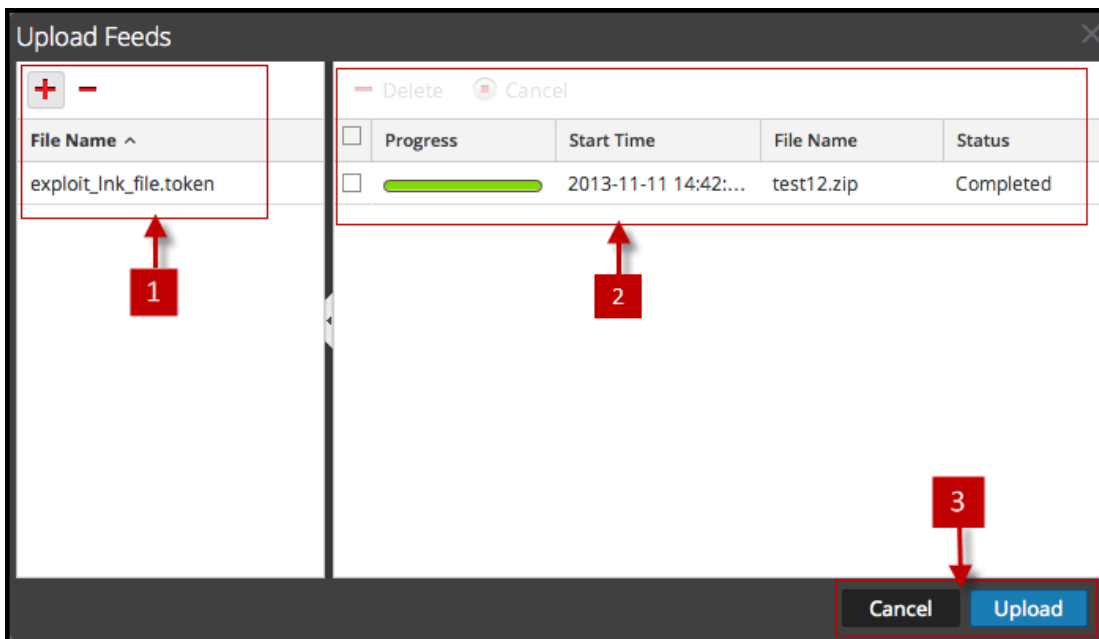 Upload Feeds
Delete Cancel
File Name Progress Start Time File Name Status
exploit_lnk_file.token 2013-11-11 14:42:... test12.zip Completed
1
2
3
Cancel Upload